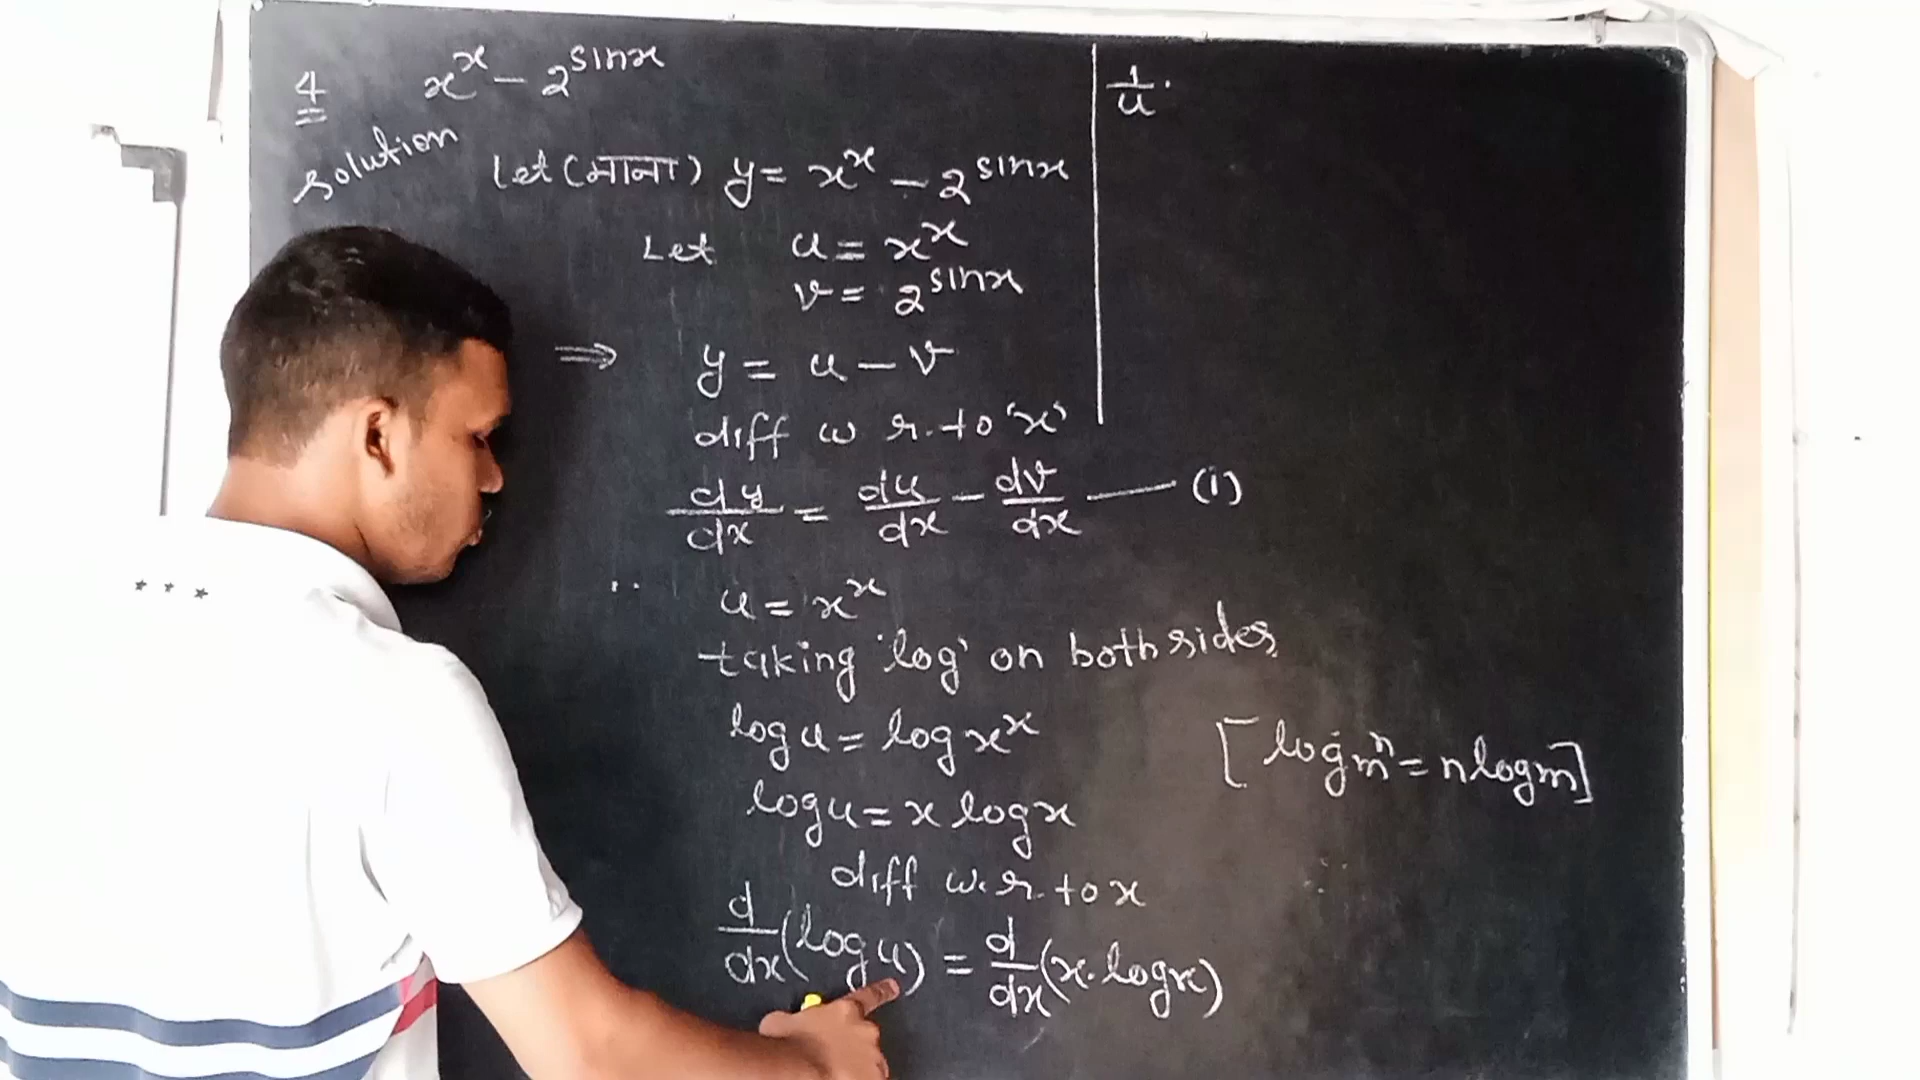 4 x^x - 2^sinx
Solution
Let (माना) y = x^x - 2^sinx
Let u = x^x
v = 2^sinx
⇒ y = u - v
diff w r. to 'x'
dy/dx = du/dx - dv/dx —— (i)
∵ u = x^x
taking 'log' on both sides
log u = log x^x [log m^n = n log m]
log u = x log x
diff w.r. to x
d/dx (log u) = d/dx (x. log x)
1/u .